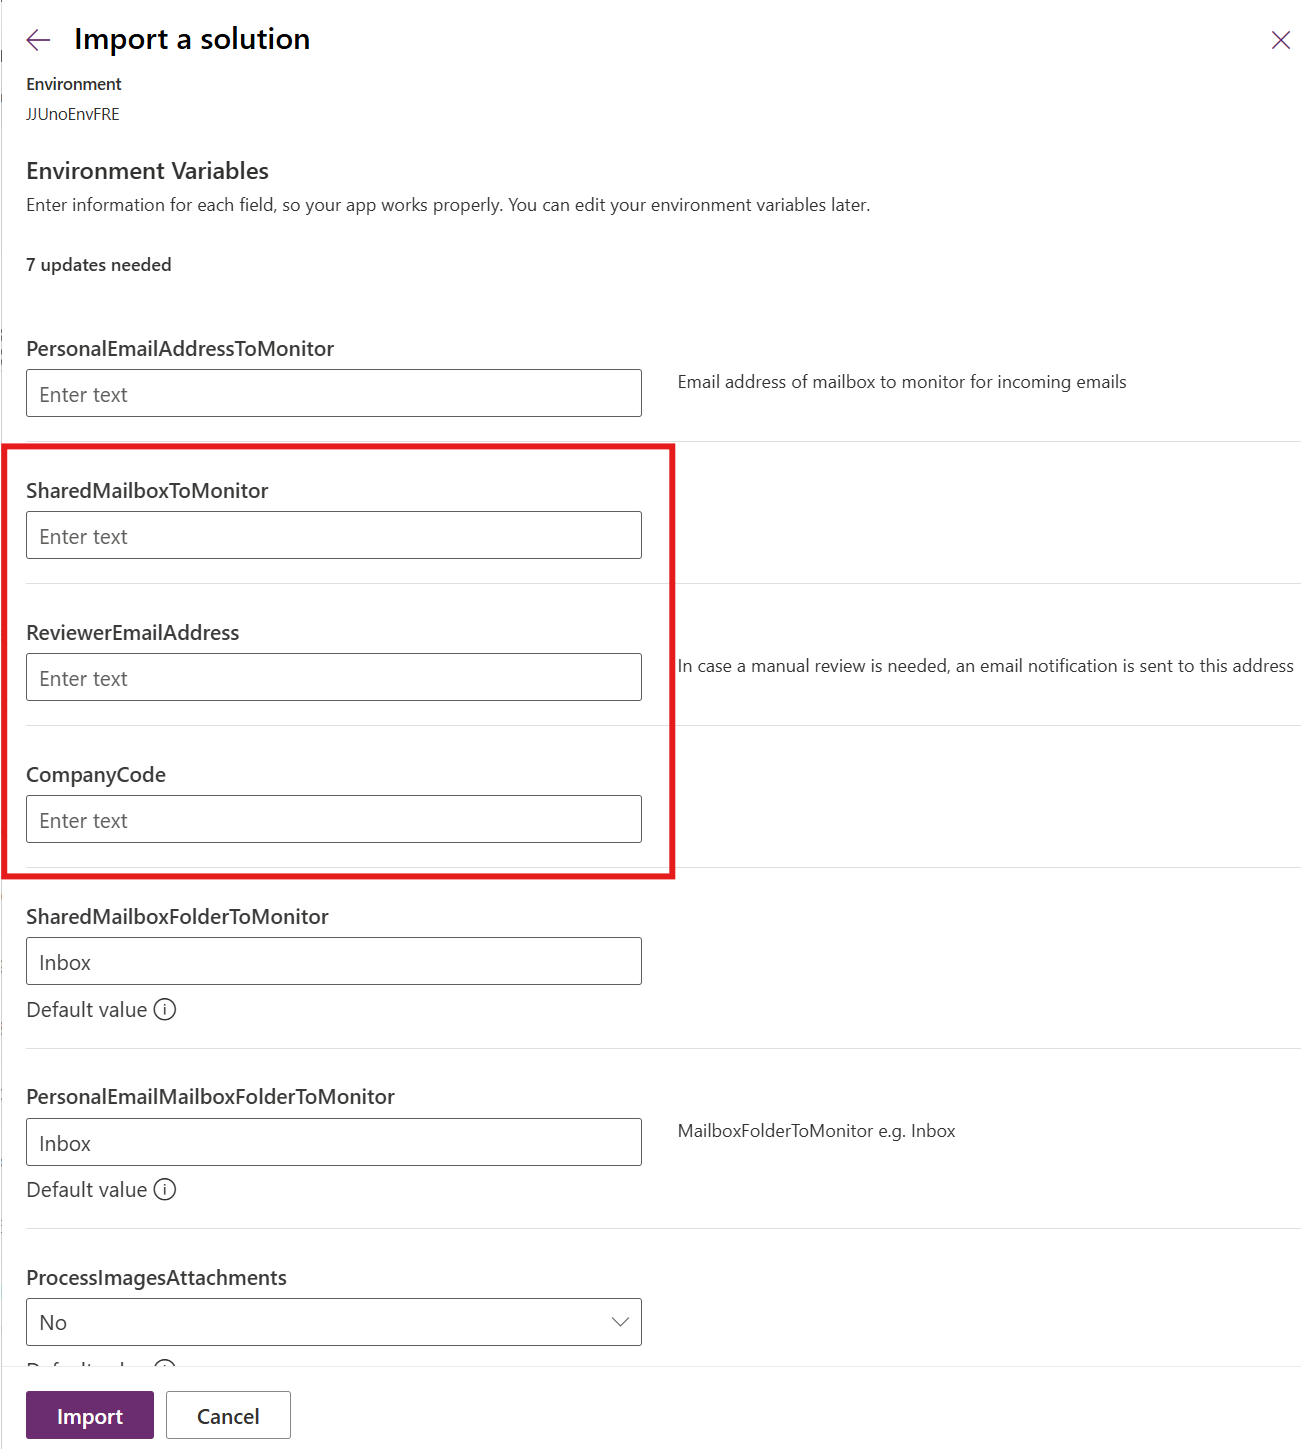 Import a solution
Environment
JJUnoEnvFRE
Environment Variables
Enter information for each field, so your app works properly. You can edit your environment variables later.
7 updates needed
PersonalEmailAddressToMonitor
Enter text
Email address of mailbox to monitor for incoming emails
SharedMailboxToMonitor
Enter text
ReviewerEmailAddress
Enter text
In case a manual review is needed, an email notification is sent to this address
CompanyCode
Enter text
SharedMailboxFolderToMonitor
Inbox
Default value
PersonalEmailMailboxFolderToMonitor
Inbox
MailboxFolderToMonitor e.g. Inbox
Default value
ProcessImagesAttachments
No
Import
Cancel